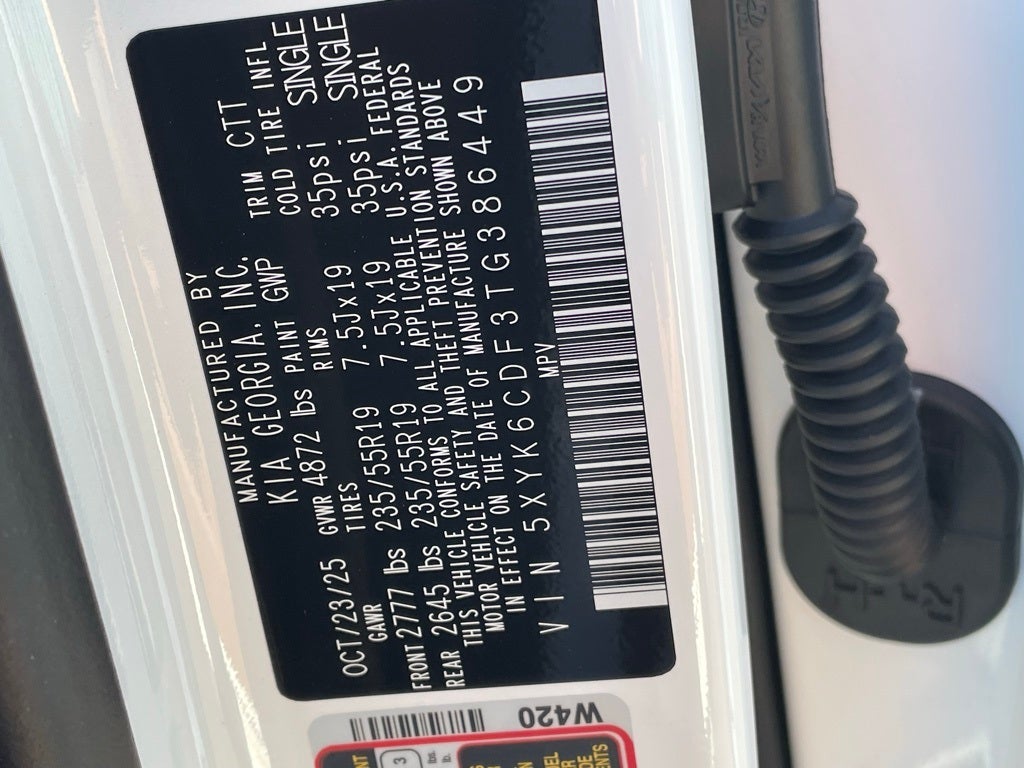 MANUFACTURED BY
KIA GEORGIA, INC.
OCT/23/25 GVWR 4872 lbs PAINT GWP TRIM CTT
GAWR TIRES RIMS COLD TIRE INFL
FRONT 2777 lbs 235/55R19 7.5Jx19 35psi SINGLE
REAR 2645 lbs 235/55R19 7.5Jx19 35psi SINGLE
THIS VEHICLE CONFORMS TO ALL APPLICABLE U.S.A. FEDERAL
MOTOR VEHICLE SAFETY AND THEFT PREVENTION STANDARDS
IN EFFECT ON THE DATE OF MANUFACTURE SHOWN ABOVE
VIN 5XYK6CDF3TG386449
MPV
W420
3